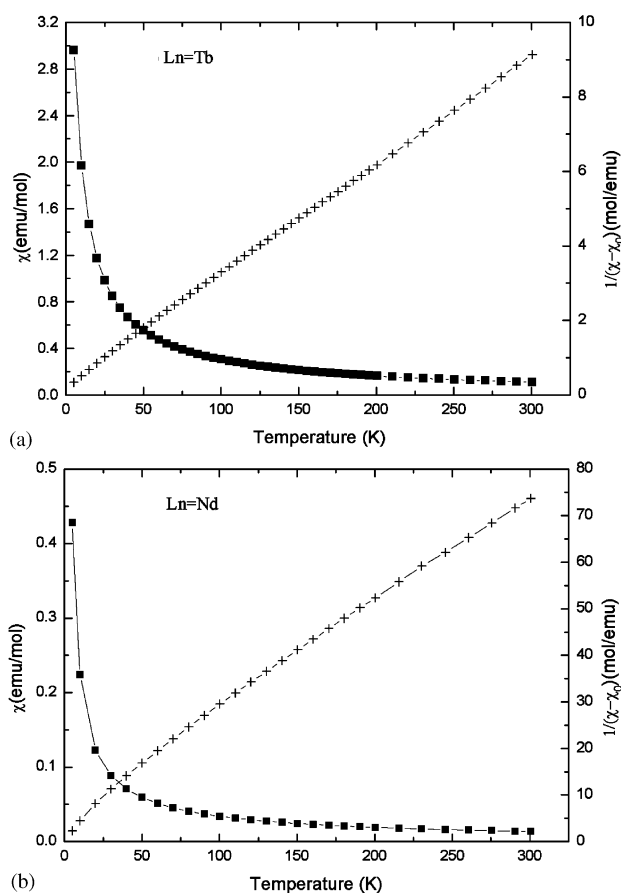 3.2
2.8
2.4
2.0
1.6
1.2
0.8
0.4
0.0
χ(emu/mol)
Ln=Tb
10
8
6
4
2
0
1/(χ-χ₀)(mol/emu)
0 50 100 150 200 250 300
Temperature (K)
(a)
0.5
0.4
0.3
0.2
0.1
0.0
χ(emu/mol)
Ln=Nd
80
70
60
50
40
30
20
10
0
1/(χ-χ₀)(mol/emu)
0 50 100 150 200 250 300
Temperature (K)
(b)